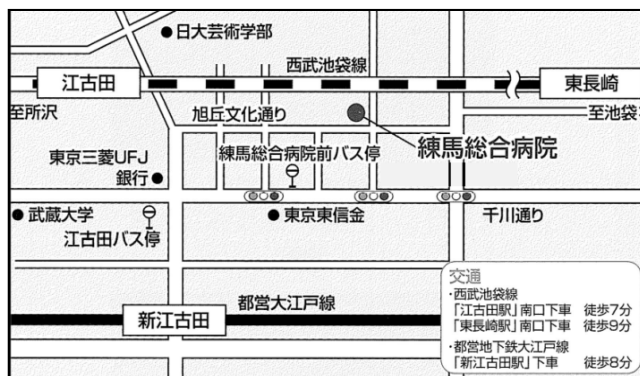 日大芸術学部
西武池袋線
江古田
東長崎
至所沢
旭丘文化通り
至池袋
練馬総合病院
東京三菱UFJ
銀行
練馬総合病院前バス停
武蔵大学
江古田バス停
東京東信金
千川通り
都営大江戸線
新江古田
交通
・西武池袋線
「江古田駅」南口下車 徒歩7分
「東長崎駅」南口下車 徒歩9分
・都営地下鉄大江戸線
「新江古田駅」下車 徒歩8分